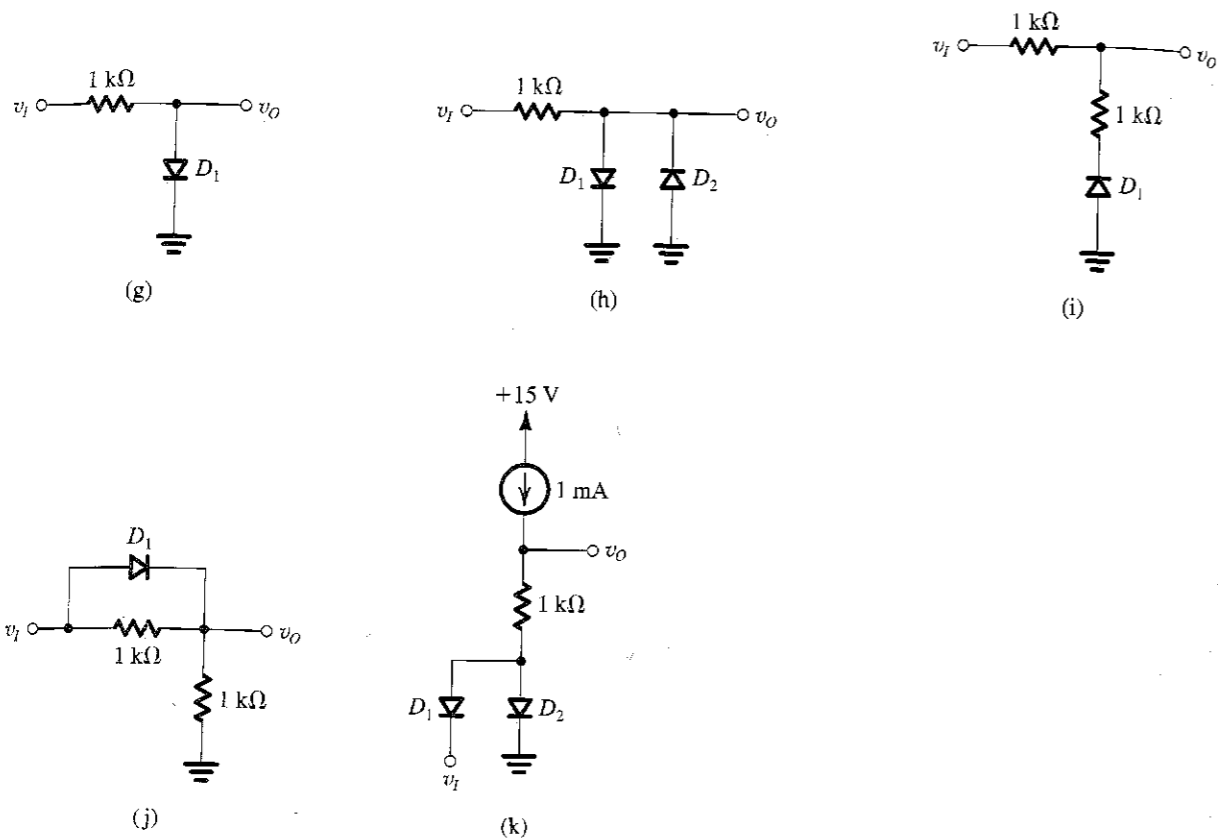 1 kΩ
v_I
v_O
D_1
(g)
1 kΩ
v_I
v_O
D_1
D_2
(h)
1 kΩ
v_I
v_O
1 kΩ
D_1
(i)
D_1
v_I
v_O
1 kΩ
1 kΩ
(j)
+15 V
1 mA
v_O
1 kΩ
D_1
D_2
v_I
(k)